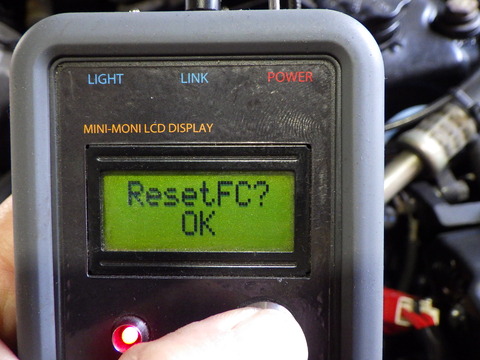 LIGHT LINK POWER
MINI-MONI LCD DISPLAY
ResetFC?
OK